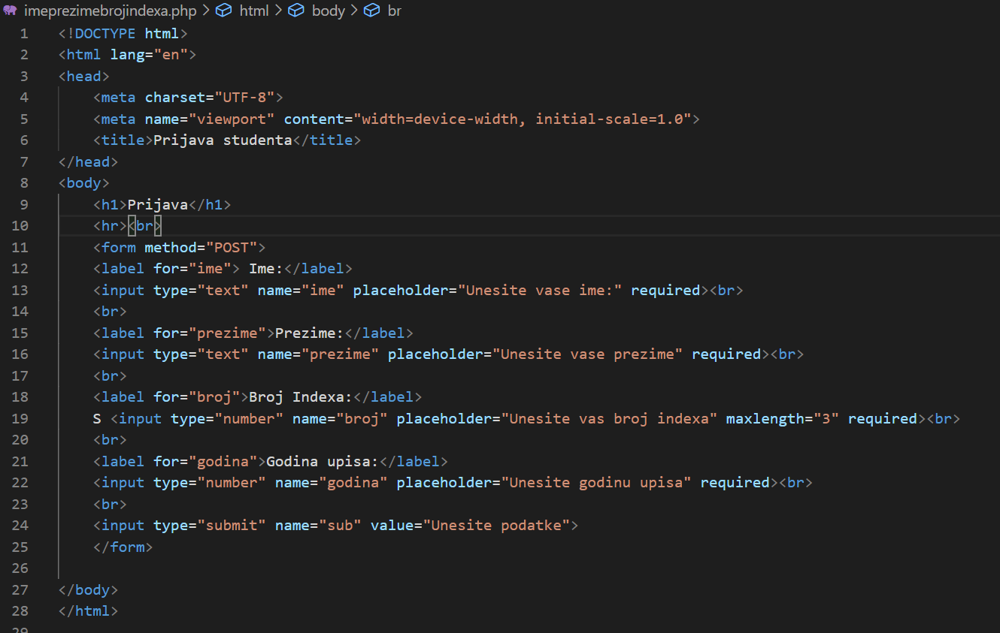 imeprezimebrojindexa.php > html > body > br
1 <!DOCTYPE html>
2 <html lang="en">
3 <head>
4     <meta charset="UTF-8">
5     <meta name="viewport" content="width=device-width, initial-scale=1.0">
6     <title>Prijava studenta</title>
7 </head>
8 <body>
9     <h1>Prijava</h1>
10     <hr><br>
11     <form method="POST">
12     <label for="ime"> Ime:</label>
13     <input type="text" name="ime" placeholder="Unesite vase ime:" required><br>
14     <br>
15     <label for="prezime">Prezime:</label>
16     <input type="text" name="prezime" placeholder="Unesite vase prezime" required><br>
17     <br>
18     <label for="broj">Broj Indexa:</label>
19     S <input type="number" name="broj" placeholder="Unesite vas broj indexa" maxlength="3" required><br>
20     <br>
21     <label for="godina">Godina upisa:</label>
22     <input type="number" name="godina" placeholder="Unesite godinu upisa" required><br>
23     <br>
24     <input type="submit" name="sub" value="Unesite podatke">
25     </form>
26
27 </body>
28 </html>
29